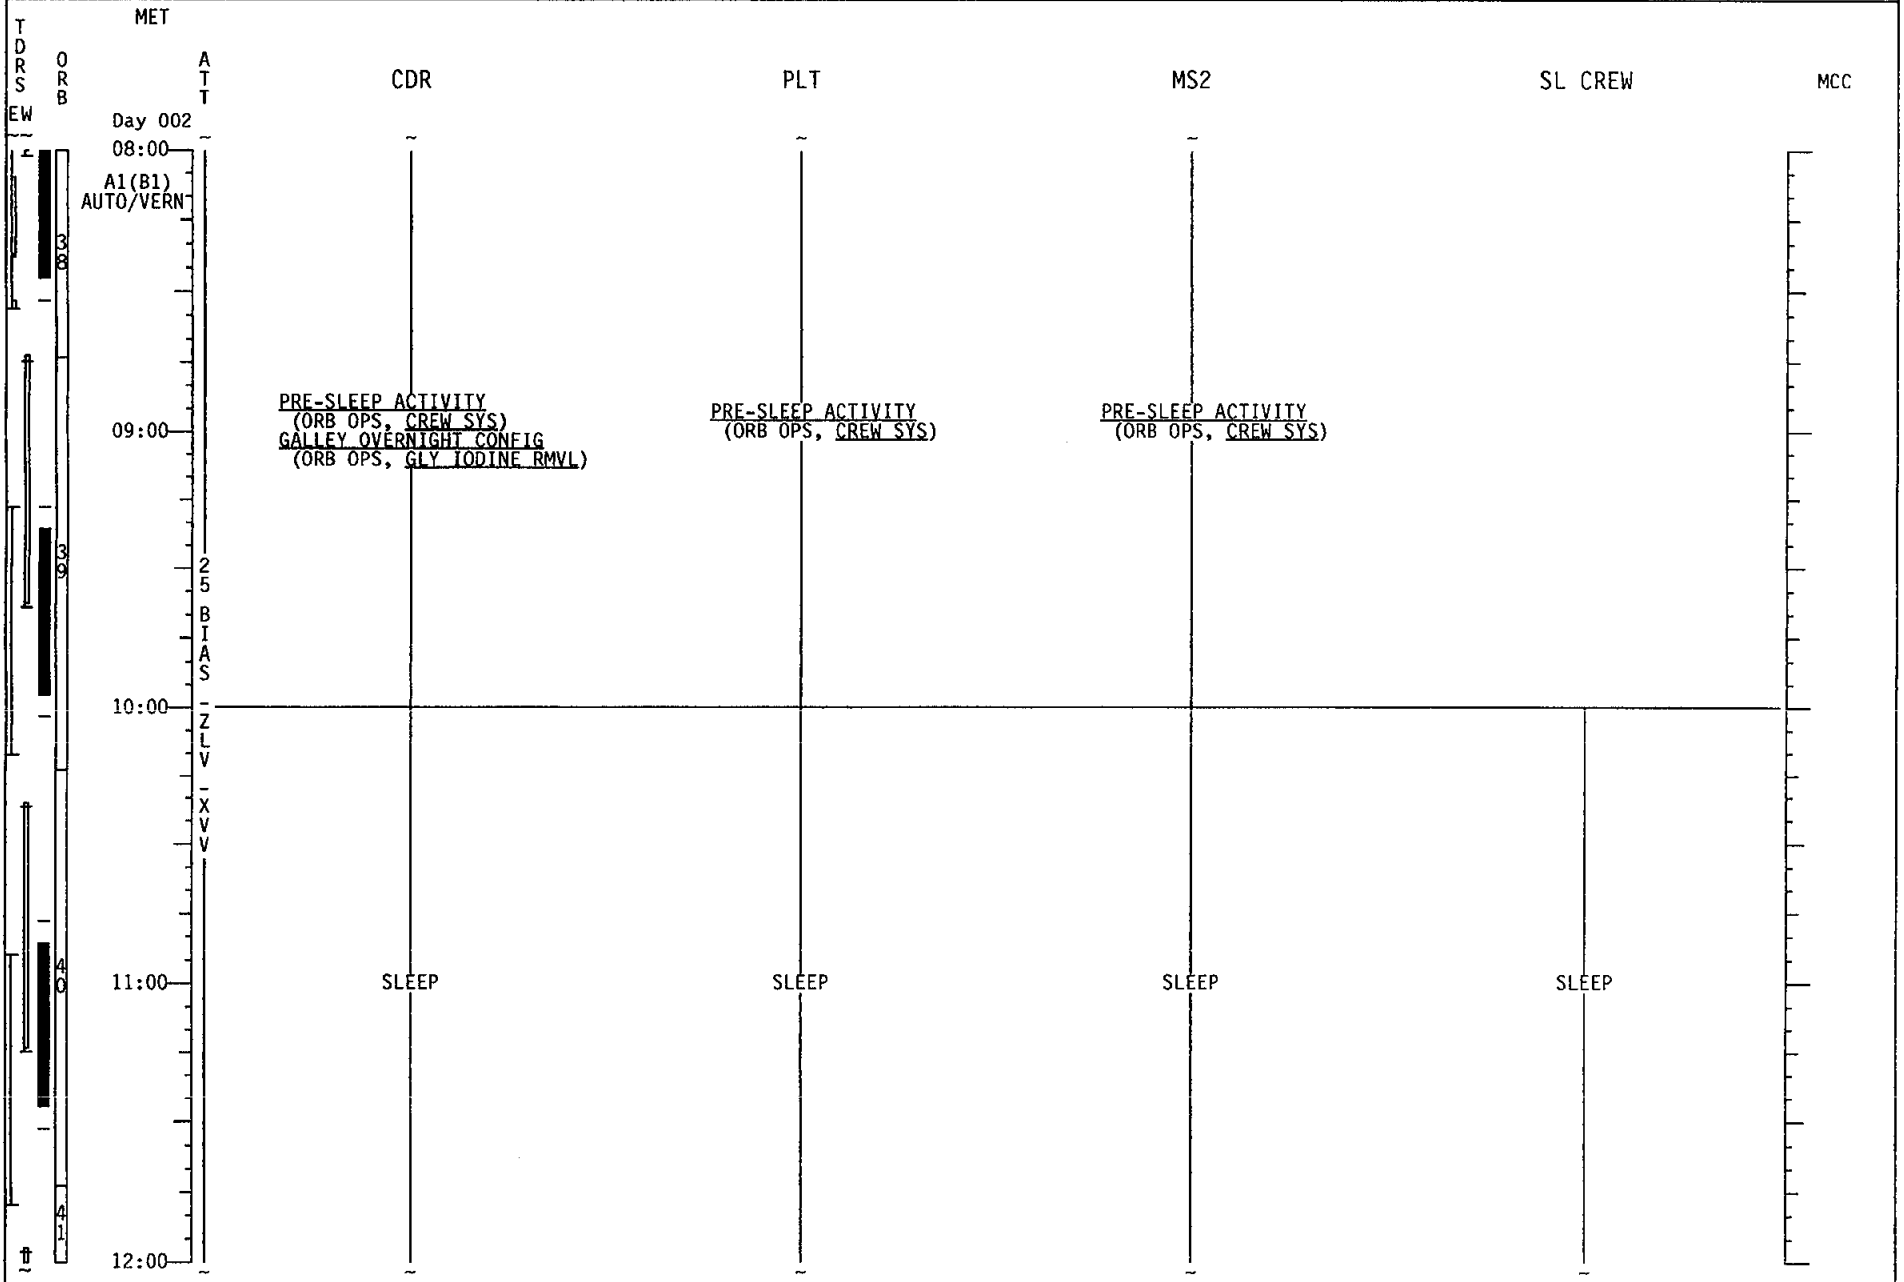 MET
TDRS
ORB
ATT
CDR
PLT
MS2
SL CREW
MCC
EW
Day 002
08:00
A1(B1)
AUTO/VERN
38
PRE-SLEEP ACTIVITY
(ORB OPS, CREW SYS)
GALLEY OVERNIGHT CONFIG
(ORB OPS, GLY IODINE RMVL)
PRE-SLEEP ACTIVITY
(ORB OPS, CREW SYS)
PRE-SLEEP ACTIVITY
(ORB OPS, CREW SYS)
09:00
39
25 BIAS -ZLV -XVV
10:00
40
11:00
SLEEP
SLEEP
SLEEP
SLEEP
41
12:00